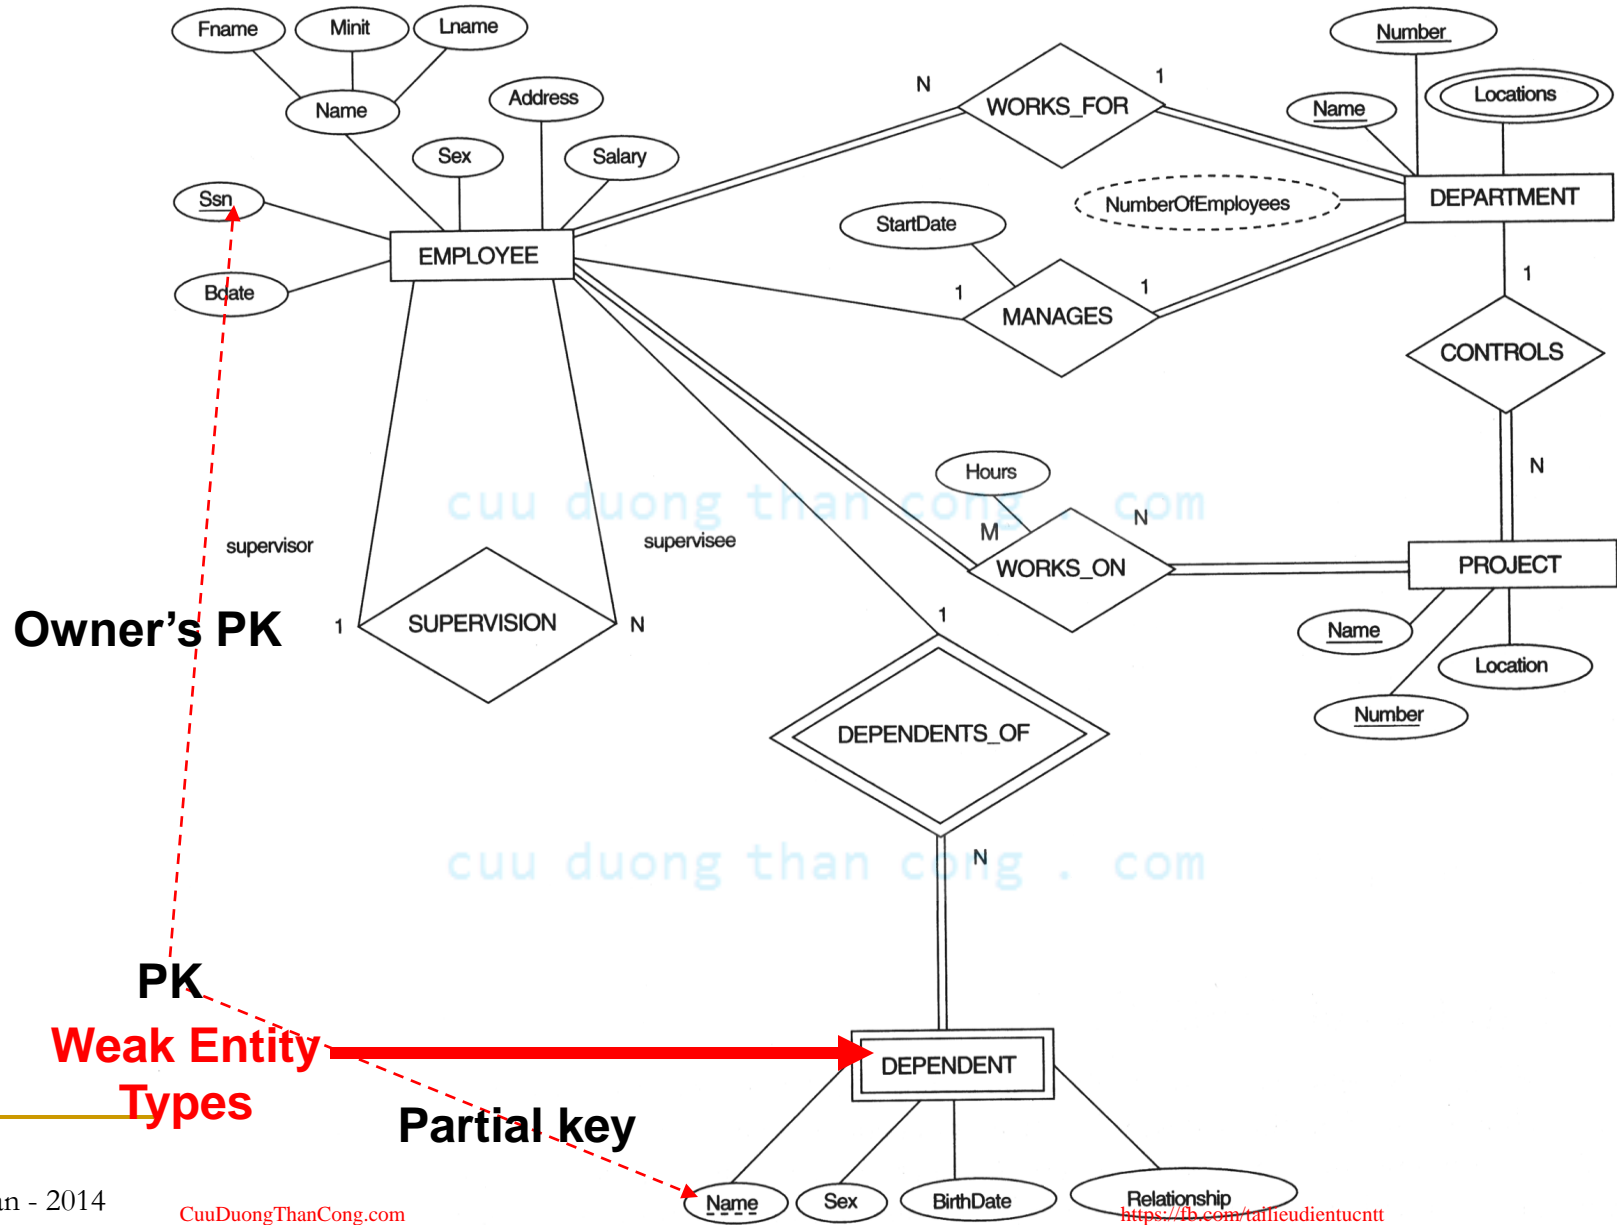 Fname
Minit
Lname
Number
Name
Address
N
1
WORKS_FOR
Name
Locations
Sex
Salary
Ssn
NumberOfEmployees
DEPARTMENT
StartDate
EMPLOYEE
Bdate
1
1
MANAGES
1
CONTROLS
N
Hours
cuu duong than cong . com
M
N
supervisor
supervisee
WORKS_ON
PROJECT
Owner's PK
1
SUPERVISION
N
1
Name
Location
Number
DEPENDENTS_OF
N
cuu duong than cong . com
PK
Weak Entity
Types
DEPENDENT
Partial key
Name
Sex
BirthDate
Relationship
an - 2014
CuuDuongThanCong.com
https://fb.com/tailieudientucntt